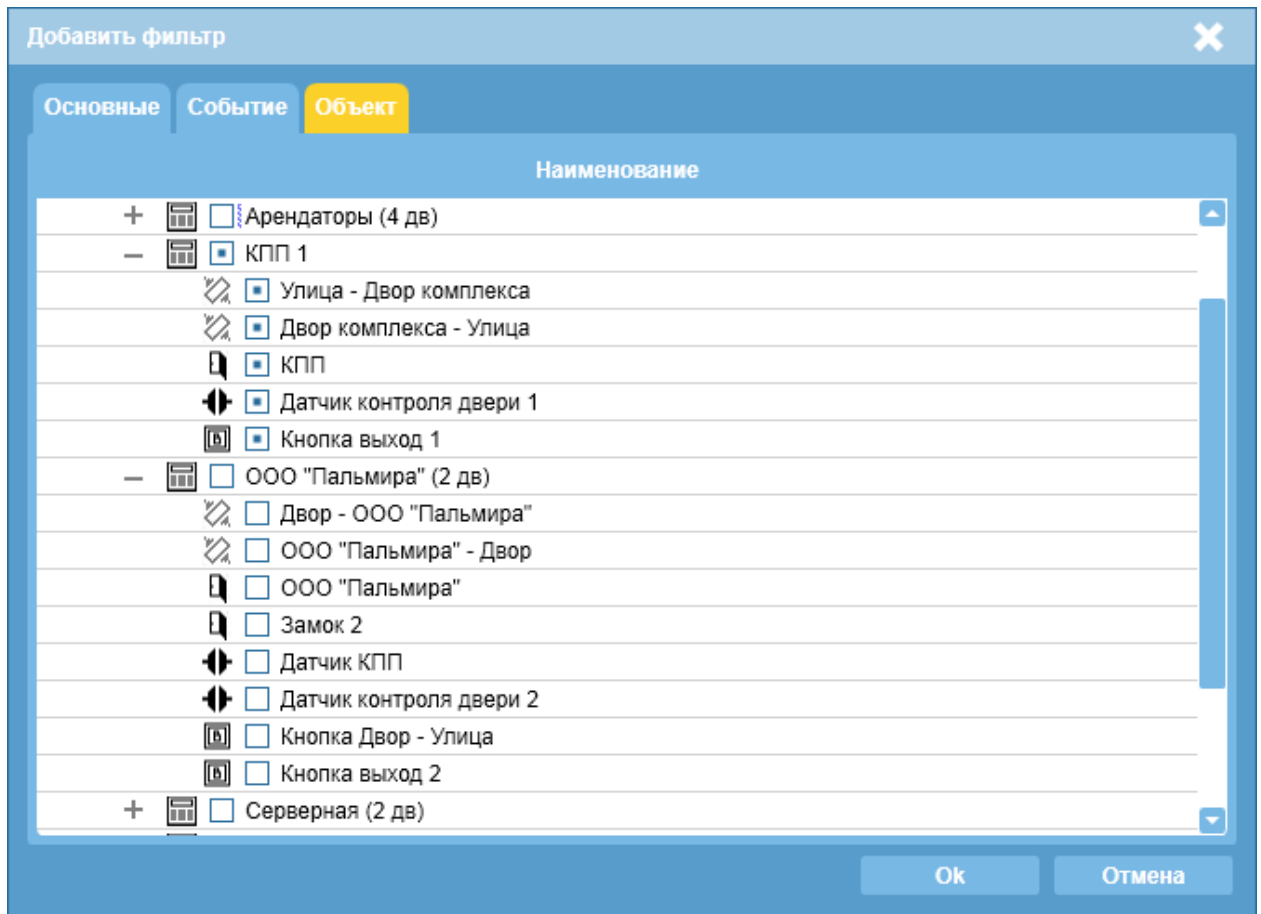 Добавить фильтр
Основные Событие Объект
Наименование
Арендаторы (4 дв)
КПП 1
Улица - Двор комплекса
Двор комплекса - Улица
КПП
Датчик контроля двери 1
Кнопка выход 1
ООО "Пальмира" (2 дв)
Двор - ООО "Пальмира"
ООО "Пальмира" - Двор
ООО "Пальмира"
Замок 2
Датчик КПП
Датчик контроля двери 2
Кнопка Двор - Улица
Кнопка выход 2
Серверная (2 дв)
Ok Отмена